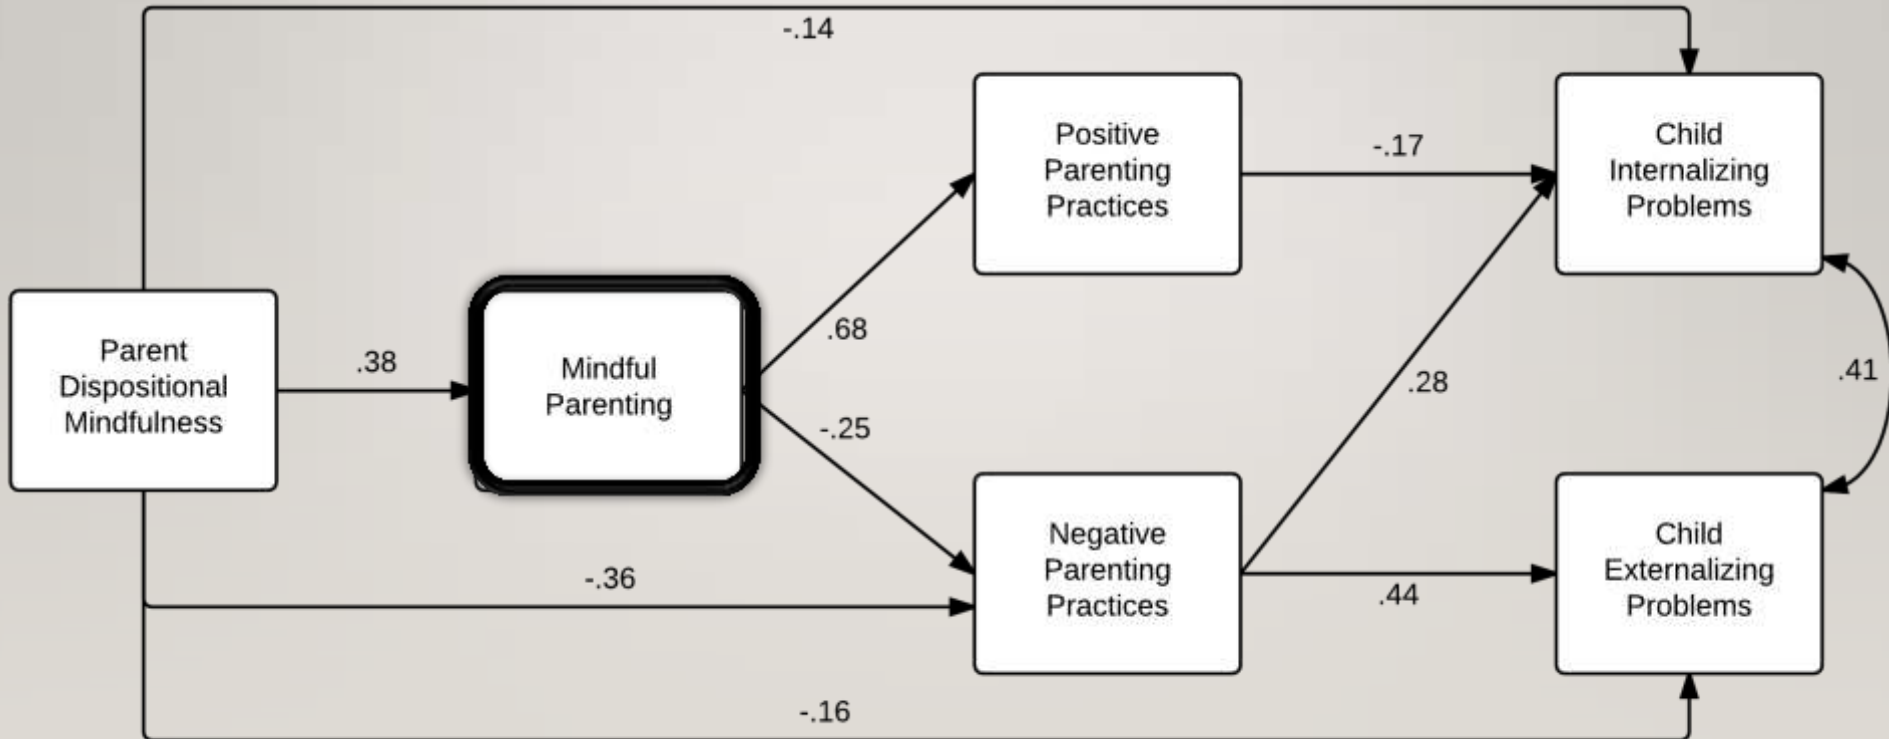 -.14
Positive
Parenting
Practices
-.17
Child
Internalizing
Problems
Parent
Dispositional
Mindfulness
.38
Mindful
Parenting
.68
-.25
.28
.41
-.36
Negative
Parenting
Practices
.44
Child
Externalizing
Problems
-.16